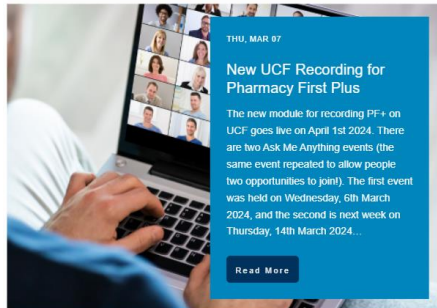 THU, MAR 07
New UCF Recording for
Pharmacy First Plus
The new module for recording PF+ on
UCF goes live on April 1st 2024. There
are two Ask Me Anything events (the
same event repeated to allow people
two opportunities to join!). The first event
was held on Wednesday, 6th March
2024, and the second is next week on
Thursday, 14th March 2024…
Read More